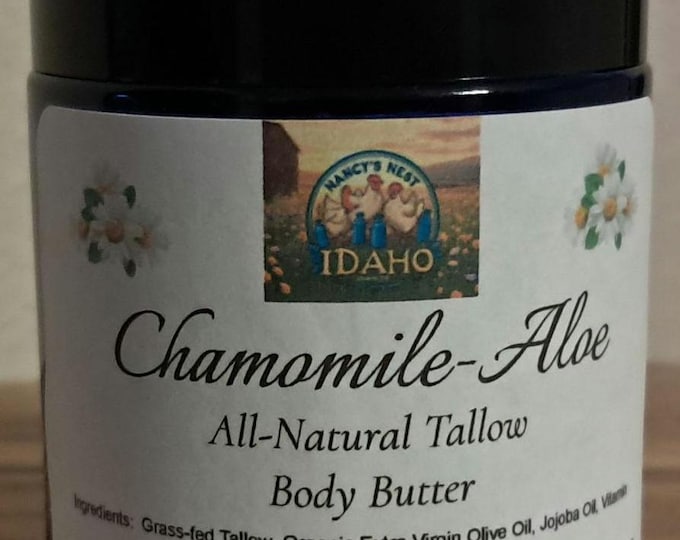 NANCY'S NEST
IDAHO
Chamomile-Aloe
All-Natural Tallow
Body Butter
Ingredients: Grass-fed Tallow, Organic Extra Virgin Olive Oil, Jojoba Oil, Vitamin